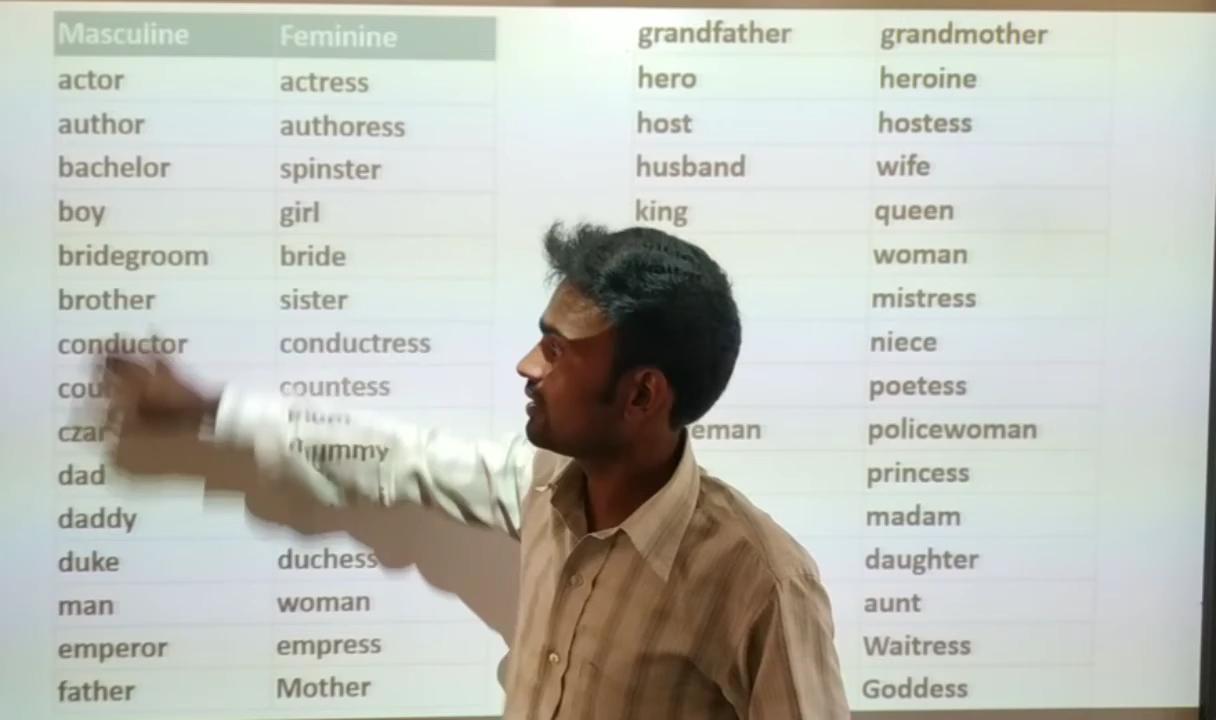 Masculine Feminine
actor actress
author authoress
bachelor spinster
boy girl
bridegroom bride
brother sister
conductor conductress
countess
czar
dad
daddy
duke duchess
man woman
emperor empress
father Mother
grandfather grandmother
hero heroine
host hostess
husband wife
king queen
woman
mistress
niece
poetess
policewoman
princess
madam
daughter
aunt
Waitress
Goddess